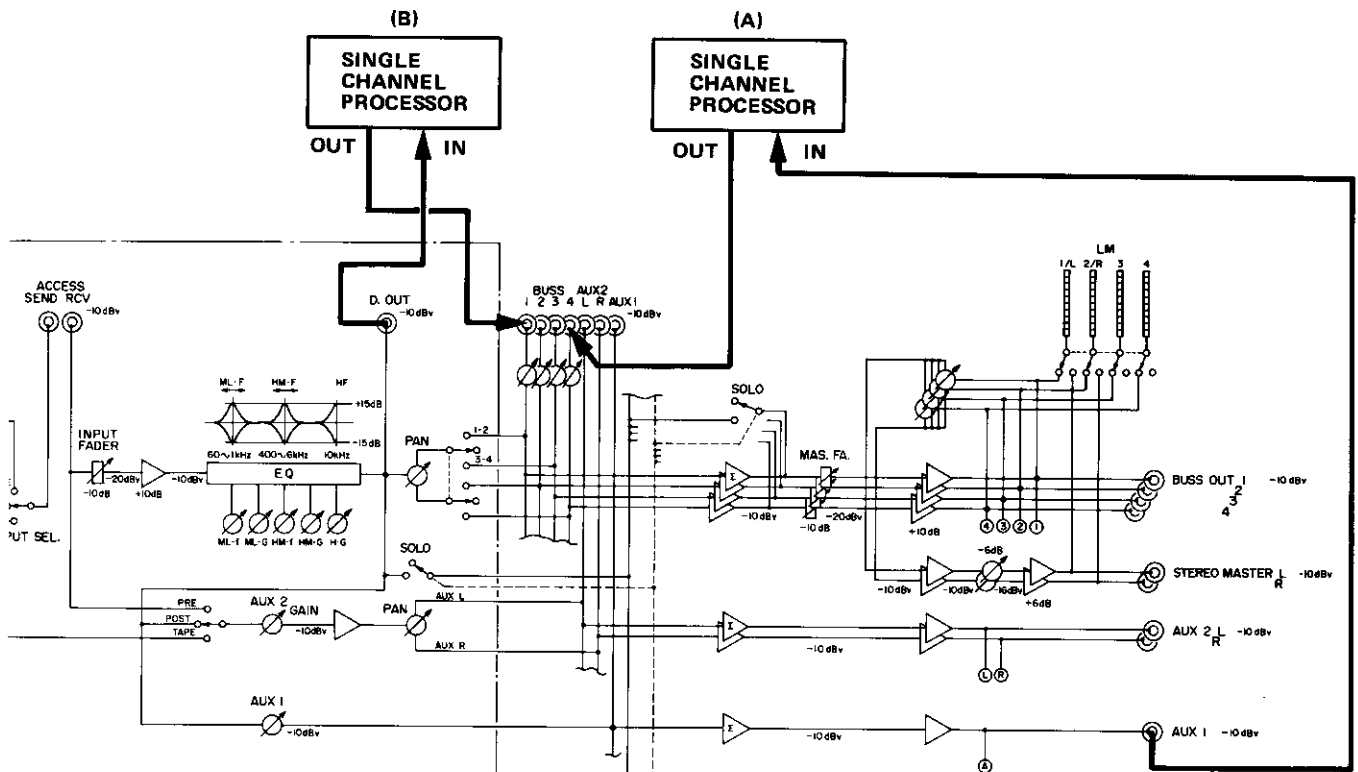 (B)
(A)
SINGLE
CHANNEL
PROCESSOR
SINGLE
CHANNEL
PROCESSOR
OUT
IN
OUT
IN
LM
1/L 2/R 3 4
ACCESS
SEND RCV
-10dBv
D. OUT
-10dBv
BUSS AUX2
1 2 3 4 L R AUX1
-10dBv
ML-F HM-F HF
+15dB
-15dB
60~1kHz 400~6kHz 10kHz
INPUT
FADER
-20dBv
-10dB
+10dB
-10dBv
EQ
ML-F ML-G HM-F HM-G H-G
PUT SEL.
PAN
1-2
3-4
SOLO
SOLO
Σ
-10dBv
MAS. FA.
-20dBv
-10dB
+10dB
4 3 2 1
BUSS OUT 1 -10dBv
2
3
4
-6dB
-10dBv
-10dBv
-16dBv
+6dB
STEREO MASTER L -10dBv
R
PRE
POST
TAPE
AUX 2
GAIN
-10dBv
PAN
AUX L
AUX R
Σ
-10dBv
L R
AUX 2 L -10dBv
R
AUX 1
-10dBv
Σ
-10dBv
A
AUX 1 -10dBv